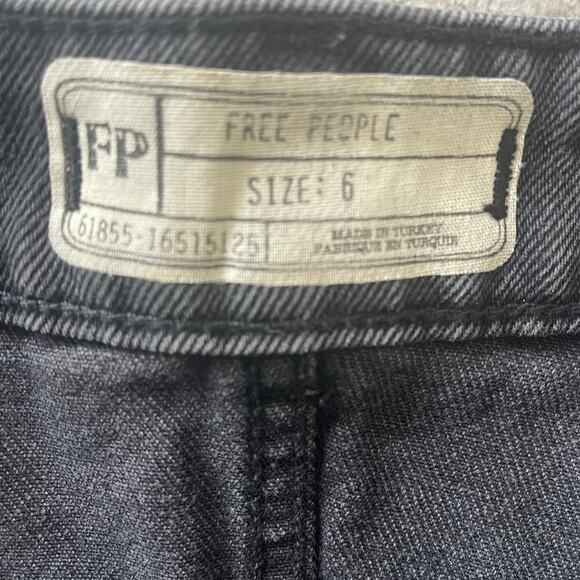 FP
FREE PEOPLE
SIZE: 6
61855-16515125
MADE IN TURKEY
FABRIQUE EN TURQUIE